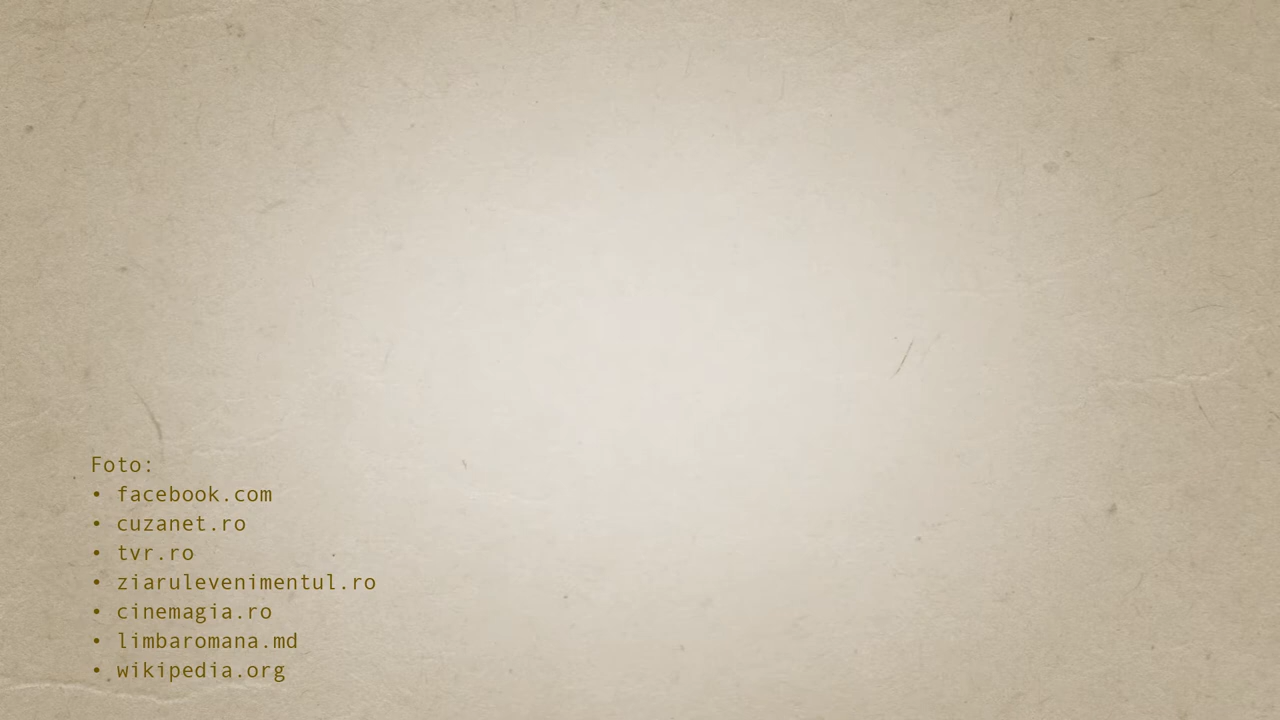 Foto:
• facebook.com
• cuzanet.ro
• tvr.ro
• ziarulevenimentul.ro
• cinemagia.ro
• limbaromana.md
• wikipedia.org